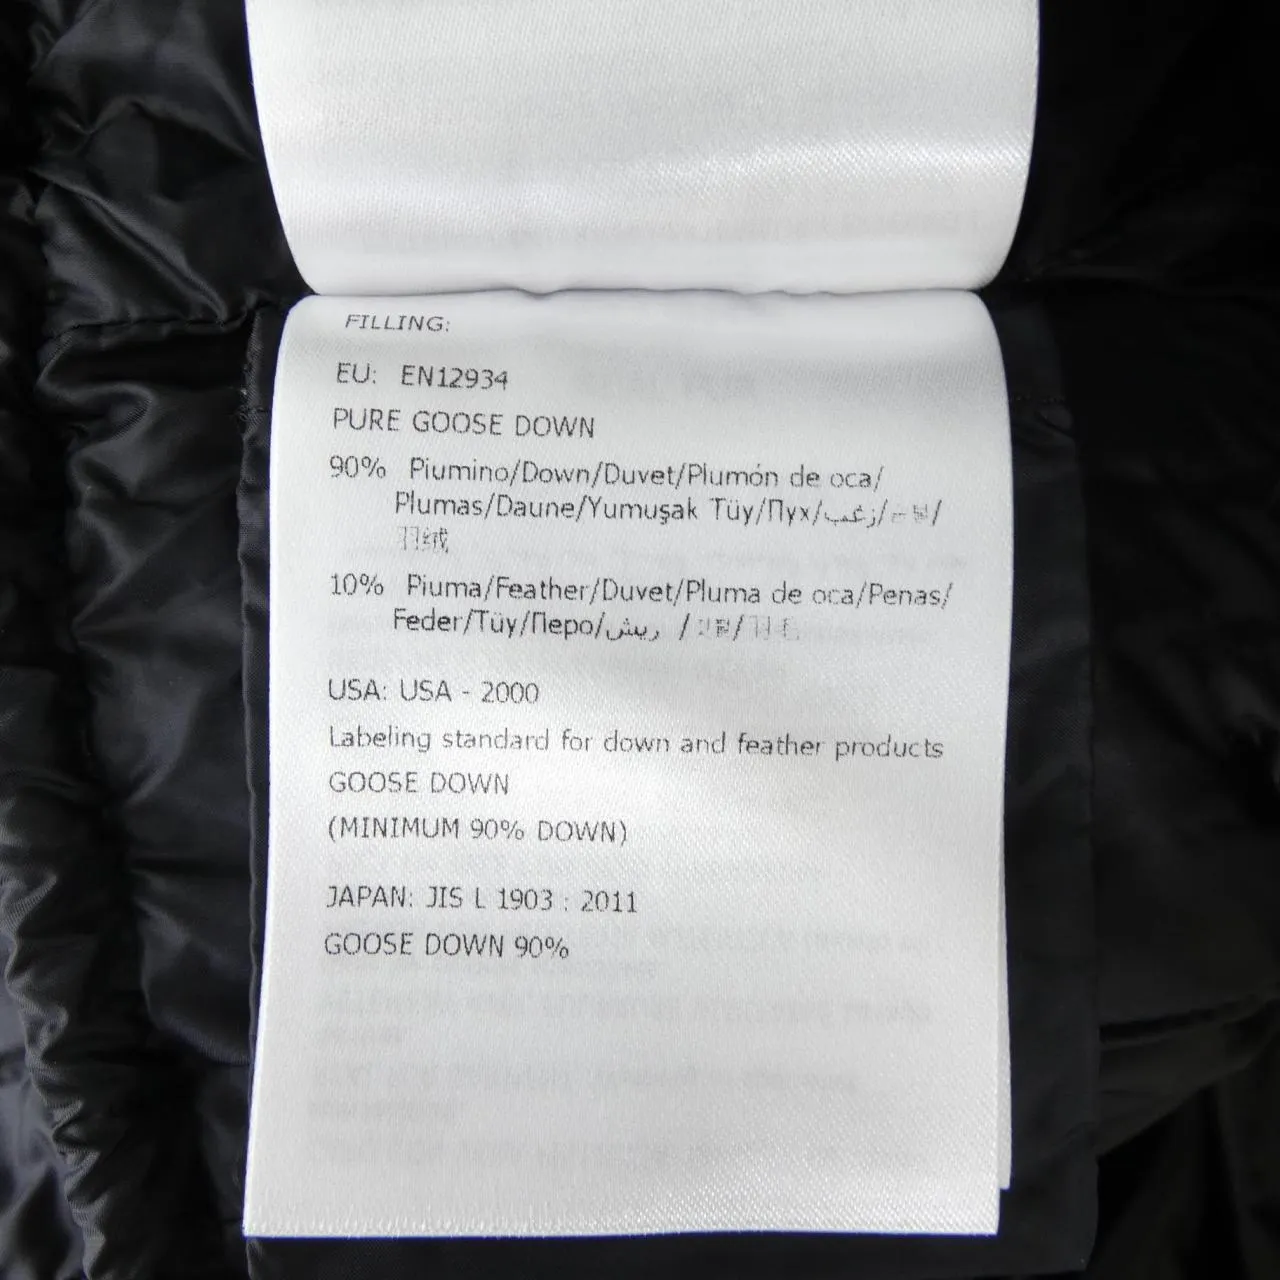 FILLING:
EU: EN12934
PURE GOOSE DOWN
90% Piumino/Down/Duvet/Plumón de oca/
Plumas/Daune/Yumuşak Tüy/Пух/زغب/
羽绒
10% Piuma/Feather/Duvet/Pluma de oca/Penas/
Feder/Tüy/Перо/ريش /
USA: USA - 2000
Labeling standard for down and feather products
GOOSE DOWN
(MINIMUM 90% DOWN)
JAPAN: JIS L 1903 : 2011
GOOSE DOWN 90%